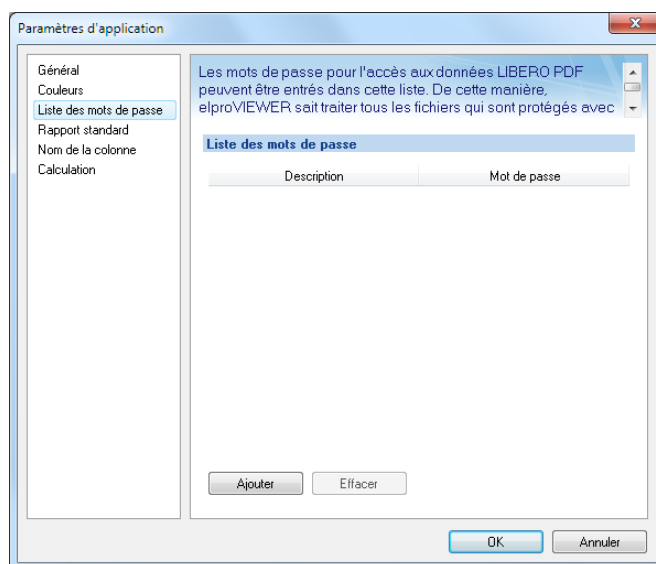 Paramètres d'application
Général
Couleurs
Liste des mots de passe
Rapport standard
Nom de la colonne
Calculation
Les mots de passe pour l'accès aux données LIBERO PDF
peuvent être entrés dans cette liste. De cette manière,
elproVIEWER sait traiter tous les fichiers qui sont protégés avec
Liste des mots de passe
Description Mot de passe
Ajouter Effacer
OK Annuler